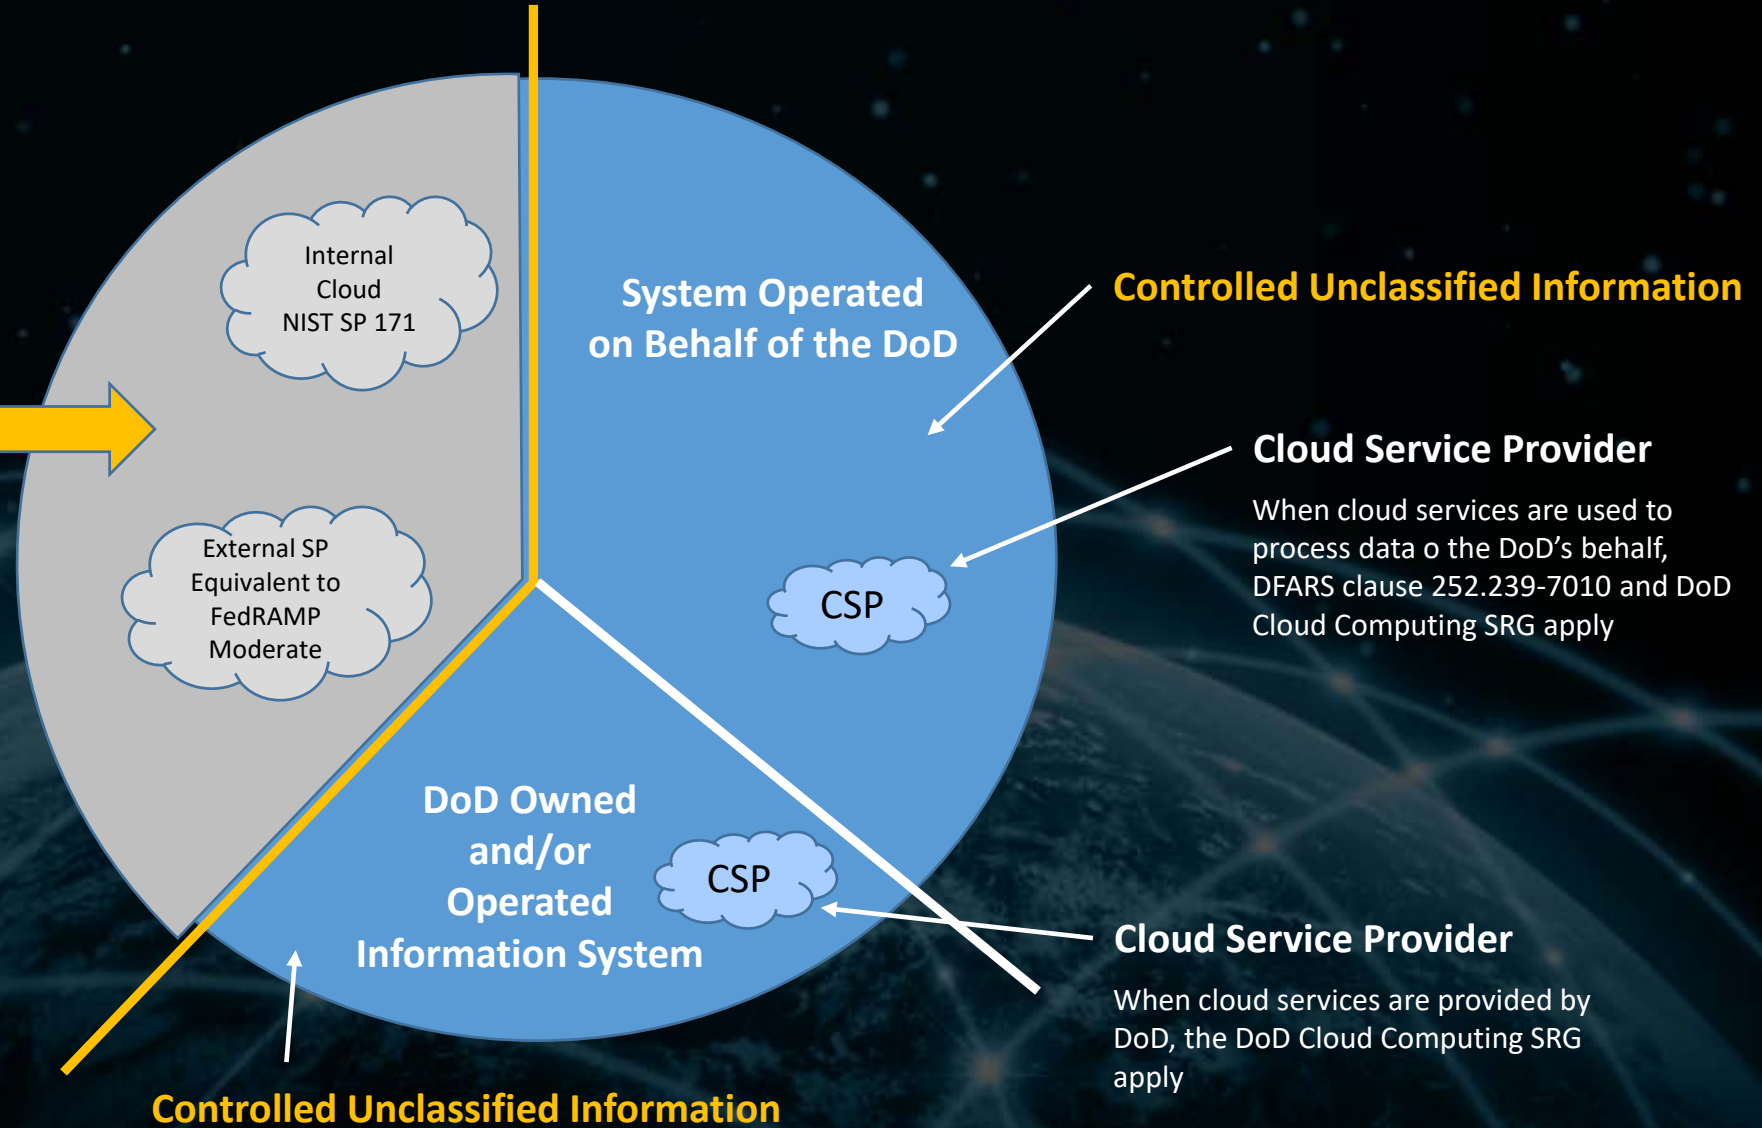 Internal
Cloud
NIST SP 171
External SP
Equivalent to
FedRAMP
Moderate
System Operated
on Behalf of the DoD
CSP
DoD Owned
and/or
Operated
Information System
CSP
Controlled Unclassified Information
Cloud Service Provider
When cloud services are used to
process data o the DoD’s behalf,
DFARS clause 252.239-7010 and DoD
Cloud Computing SRG apply
Cloud Service Provider
When cloud services are provided by
DoD, the DoD Cloud Computing SRG
apply
Controlled Unclassified Information